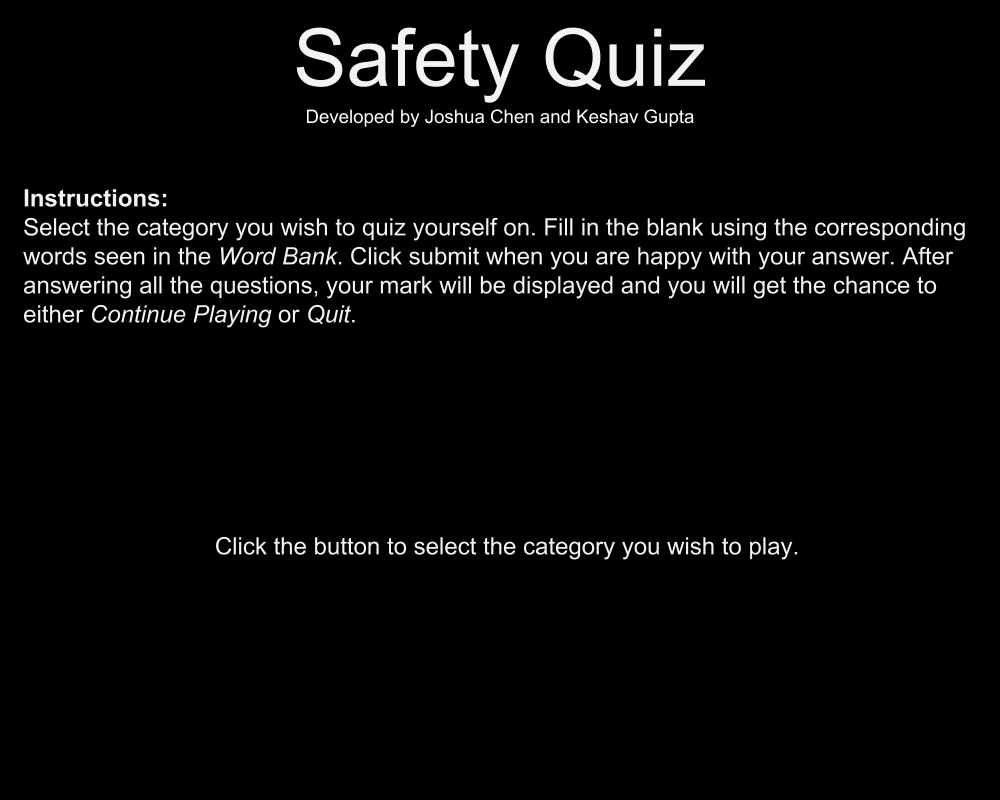 Safety Quiz
Developed by Joshua Chen and Keshav Gupta
Instructions:
Select the category you wish to quiz yourself on. Fill in the blank using the corresponding
words seen in the Word Bank. Click submit when you are happy with your answer. After
answering all the questions, your mark will be displayed and you will get the chance to
either Continue Playing or Quit.
Click the button to select the category you wish to play.